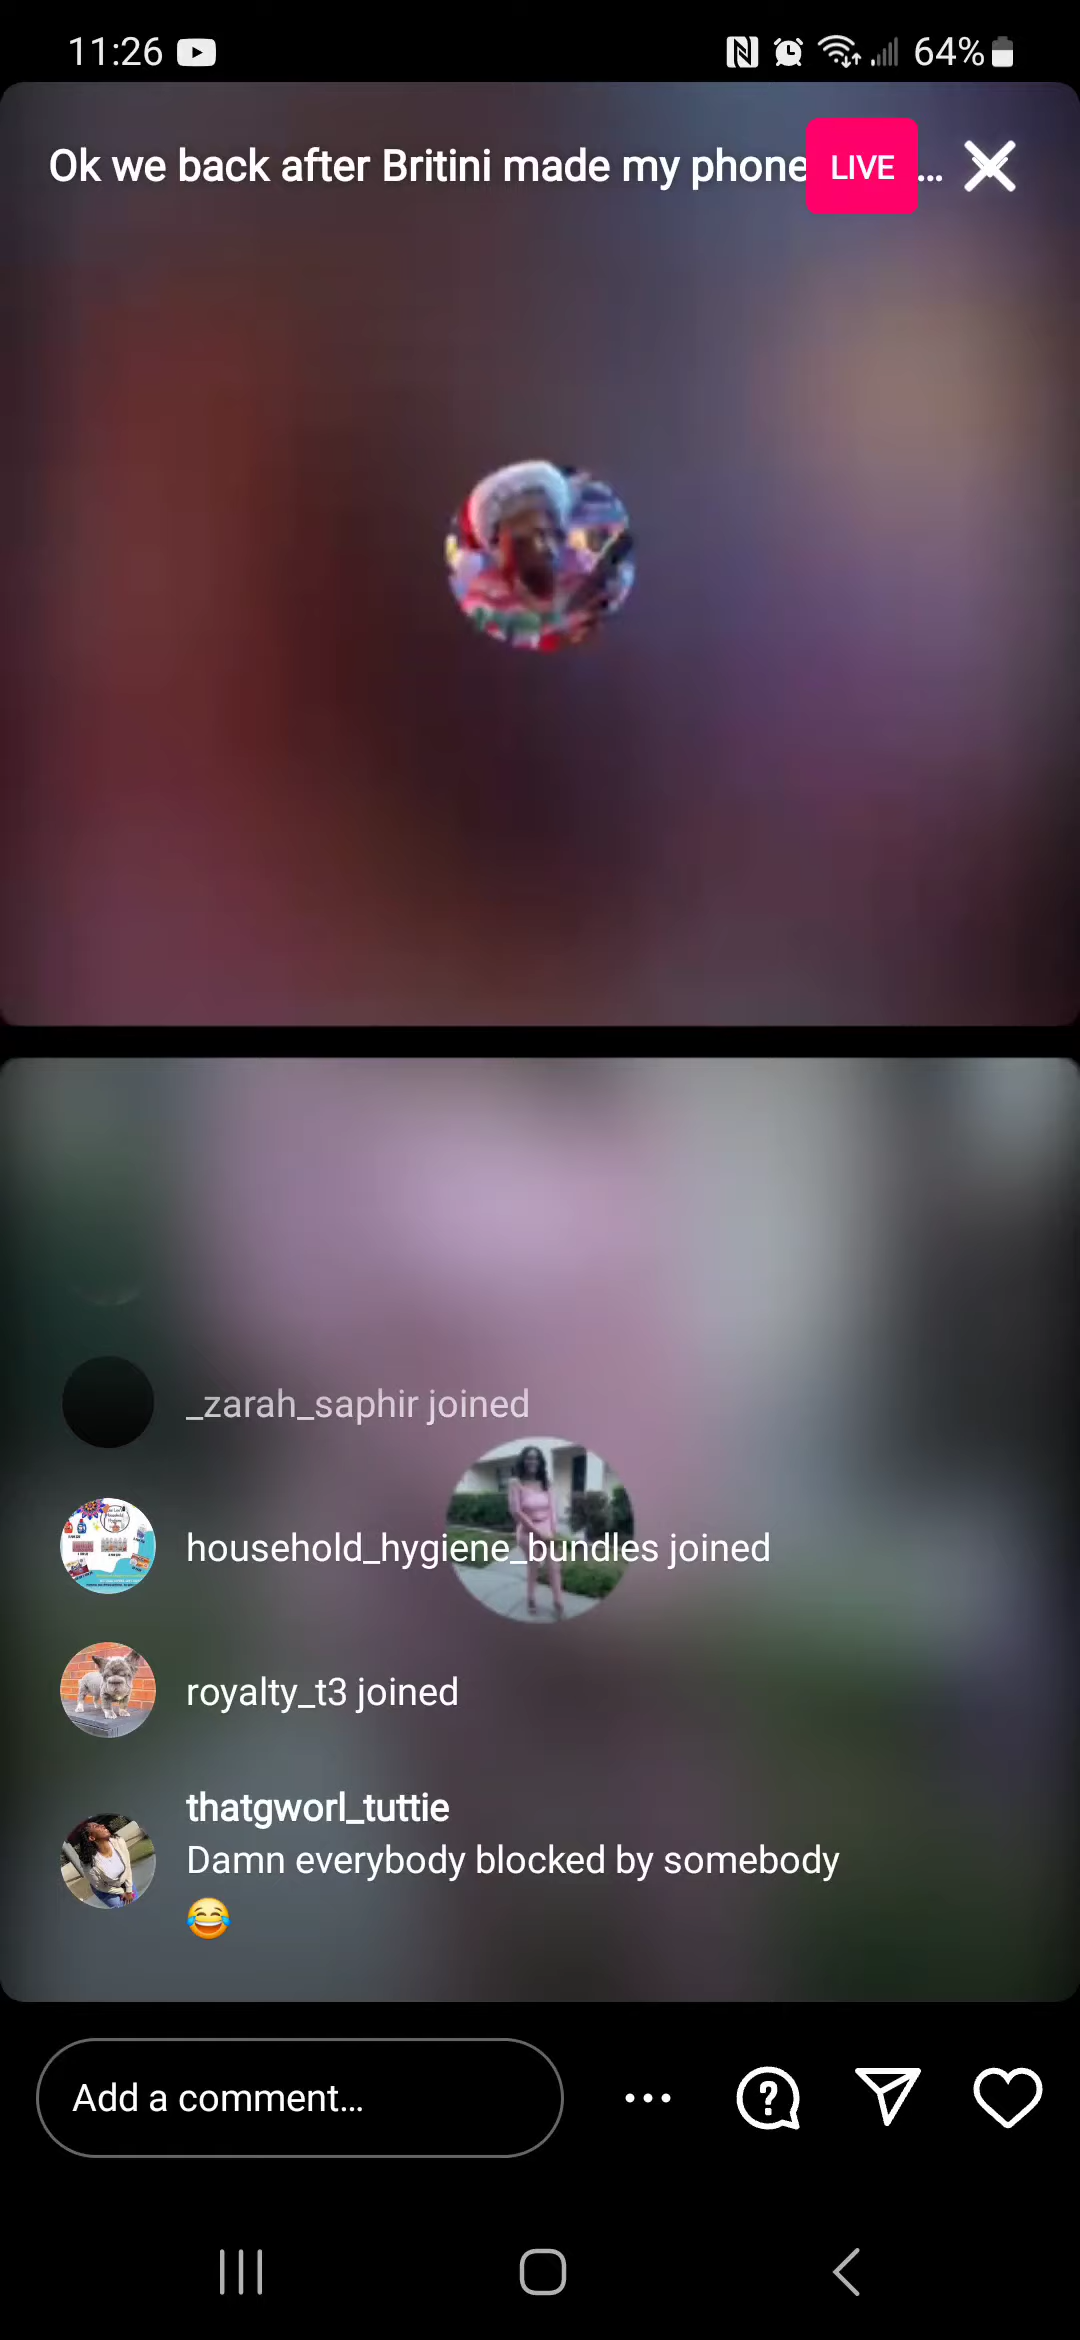 11:26
64%
Ok we back after Britini made my phone LIVE ...
_zarah_saphir joined
household_hygiene_bundles joined
royalty_t3 joined
thatgworl_tuttie
Damn everybody blocked by somebody
😂
Add a comment...